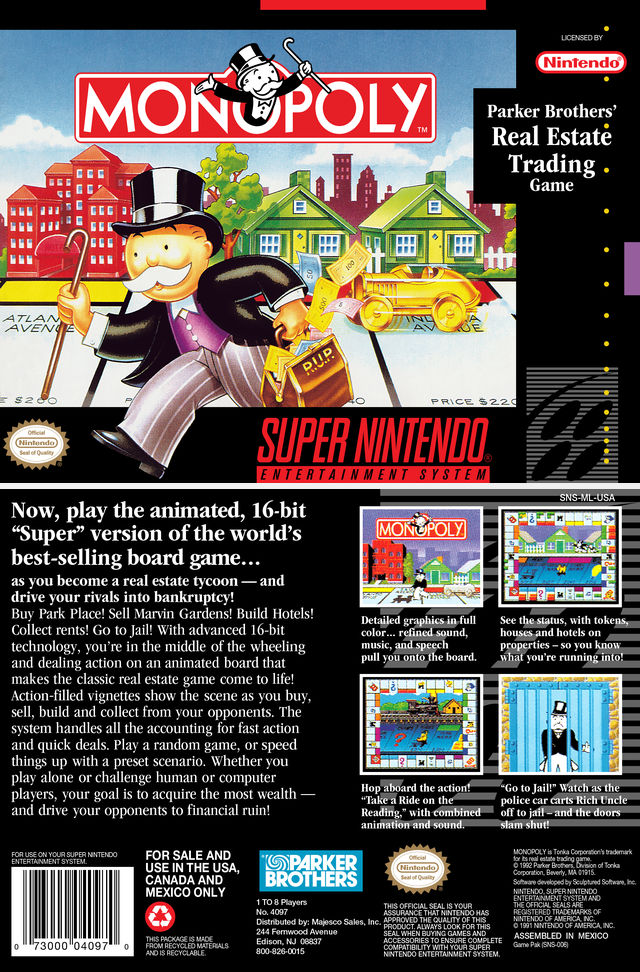 LICENSED BY
Nintendo®
MONOPOLY™
Parker Brothers'
Real Estate
Trading
Game
HOTEL
50
100
500
5
ATLAN
AVENUE
INDIANA
AVENUE
R.U.P.
E $260
PRICE $220
Official
Nintendo
Seal of Quality
SUPER NINTENDO®
ENTERTAINMENT SYSTEM
SNS-ML-USA
Now, play the animated, 16-bit
“Super” version of the world's
best-selling board game...
as you become a real estate tycoon — and
drive your rivals into bankruptcy!
Buy Park Place! Sell Marvin Gardens! Build Hotels!
Collect rents! Go to Jail! With advanced 16-bit
technology, you're in the middle of the wheeling
and dealing action on an animated board that
makes the classic real estate game come to life!
Action-filled vignettes show the scene as you buy,
sell, build and collect from your opponents. The
system handles all the accounting for fast action
and quick deals. Play a random game, or speed
things up with a preset scenario. Whether you
play alone or challenge human or computer
players, your goal is to acquire the most wealth —
and drive your opponents to financial ruin!
MONOPOLY
Detailed graphics in full
color... refined sound,
music, and speech
pull you onto the board.
See the status, with tokens,
houses and hotels on
properties – so you know
what you're running into!
Hop aboard the action!
“Take a Ride on the
Reading,” with combined
animation and sound.
“Go to Jail!” Watch as the
police car carts Rich Uncle
off to jail – and the doors
slam shut!
FOR USE ON YOUR SUPER NINTENDO
ENTERTAINMENT SYSTEM.
0 73000 04097 0
FOR SALE AND
USE IN THE USA,
CANADA AND
MEXICO ONLY
THIS PACKAGE IS MADE
FROM RECYCLED MATERIALS
AND IS RECYCLABLE.
PARKER
BROTHERS
1 TO 8 Players
No. 4097
Distributed by: Majesco Sales, Inc.
244 Fernwood Avenue
Edison, NJ 08837
800-826-0015
Official
Nintendo
Seal of Quality
THIS OFFICIAL SEAL IS YOUR
ASSURANCE THAT NINTENDO HAS
APPROVED THE QUALITY OF THIS
PRODUCT. ALWAYS LOOK FOR THIS
SEAL WHEN BUYING GAMES AND
ACCESSORIES TO ENSURE COMPLETE
COMPATIBILITY WITH YOUR SUPER
NINTENDO ENTERTAINMENT SYSTEM.
MONOPOLY is Tonka Corporation's trademark
for its real estate trading game.
© 1992 Parker Brothers, Division of Tonka
Corporation, Beverly, MA 01915.
Software developed by Sculptured Software, Inc.
NINTENDO, SUPER NINTENDO
ENTERTAINMENT SYSTEM AND
THE OFFICIAL SEALS ARE
REGISTERED TRADEMARKS OF
NINTENDO OF AMERICA, INC.
© 1991 NINTENDO OF AMERICA, INC.
ASSEMBLED IN MEXICO
Game Pak (SNS-006)